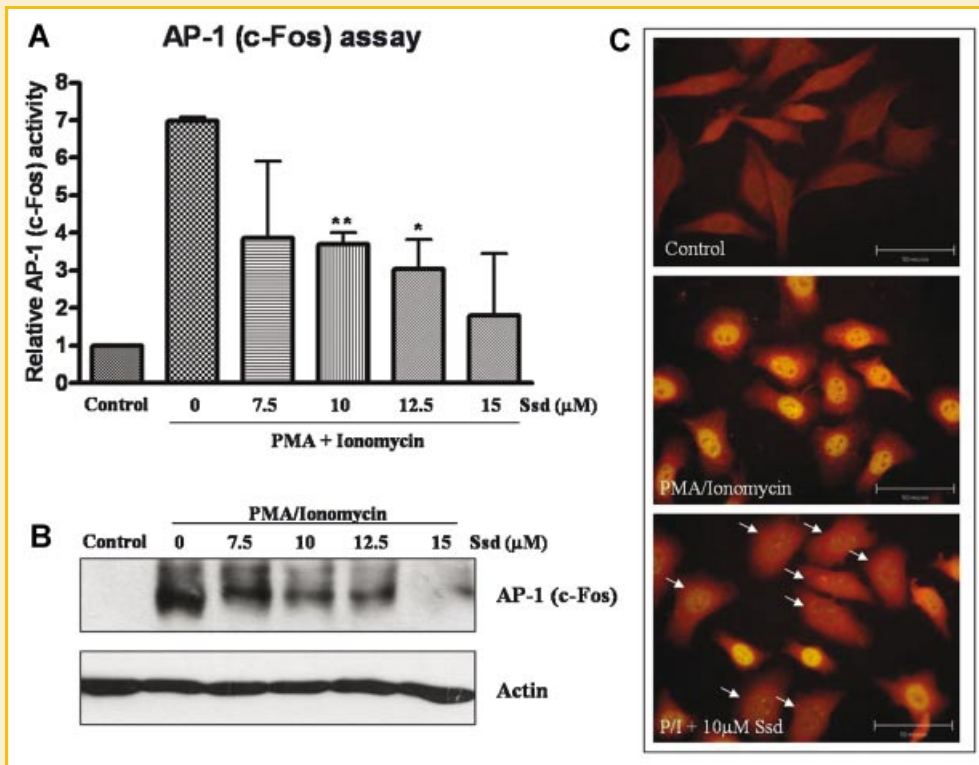 A
AP-1 (c-Fos) assay
Relative AP-1 (c-Fos) activity
8
7
6
5
4
3
2
1
0
**
*
Control 0 7.5 10 12.5 15 Ssd (μM)
PMA + Ionomycin
B
PMA/Ionomycin
Control 0 7.5 10 12.5 15 Ssd (μM)
AP-1 (c-Fos)
Actin
C
Control
PMA/Ionomycin
P/I + 10μM Ssd